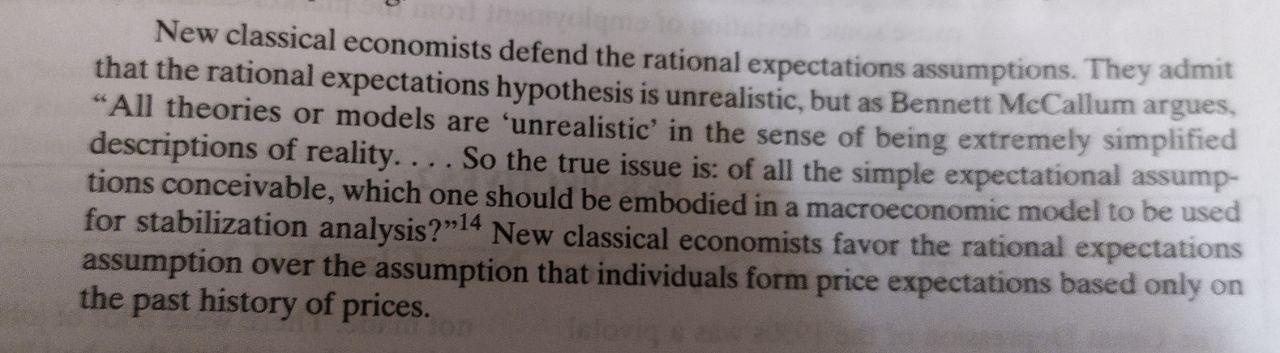 New classical economists defend the rational expectations assumptions. They admit
that the rational expectations hypothesis is unrealistic, but as Bennett McCallum argues,
“All theories or models are ‘unrealistic’ in the sense of being extremely simplified
descriptions of reality. . . . So the true issue is: of all the simple expectational assump-
tions conceivable, which one should be embodied in a macroeconomic model to be used
for stabilization analysis?”14 New classical economists favor the rational expectations
assumption over the assumption that individuals form price expectations based only on
the past history of prices.